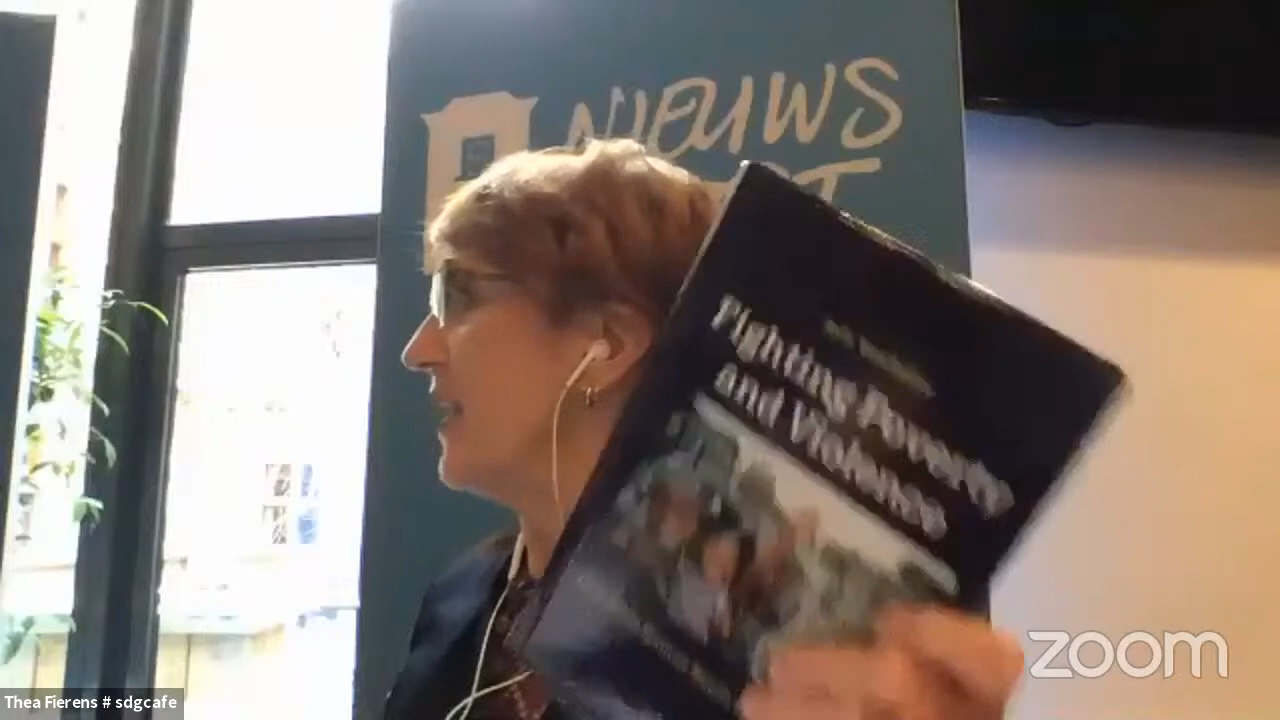 NIEUWS
Fighting Poverty
and Violence
zoom
Thea Fierens # sdgcafe